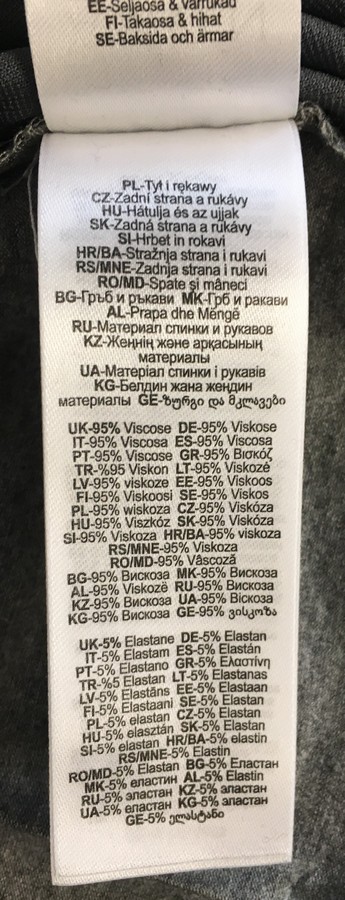 EE-Seljaosa & varrukad
FI-Takaosa & hihat
SE-Baksida och ärmar
PL-Tył i rękawy
CZ-Zadní strana a rukávy
HU-Hátulja és az ujjak
SK-Zadná strana a rukávy
SI-Hrbet in rokavi
HR/BA-Stražnja strana i rukavi
RS/MNE-Zadnja strana i rukavi
RO/MD-Spate și mâneci
BG-Гръб и ръкави MK-Грб и ракави
AL-Prapa dhe Mëngë
RU-Материал спинки и рукавов
KZ-Жеңнің және арқасының
материалы
UA-Матеріал спинки і рукавів
KG-Белдин жана жендин
материалы GE-ზურგი და მკლავები
UK-95% Viscose DE-95% Viskose
IT-95% Viscosa ES-95% Viscosa
PT-95% Viscose GR-95% Βισκόζ
TR-%95 Viskon LT-95% Viskozė
LV-95% viskoze EE-95% Viskoos
FI-95% Viskoosi SE-95% Viskos
PL-95% wiskoza CZ-95% Viskóza
HU-95% Viszkóz SK-95% Viskóza
SI-95% Viskoza HR/BA-95% viskoza
RS/MNE-95% Viskoza
RO/MD-95% Vâscoză
BG-95% Вискоза MK-95% Вискоза
AL-95% Viskozë RU-95% Вискоза
KZ-95% Вискоза UA-95% Віскоза
KG-95% Вискоза GE-95% ვისკოზა
UK-5% Elastane DE-5% Elastan
IT-5% Elastam ES-5% Elastán
PT-5% Elastano GR-5% Ελαστίνη
TR-%5 Elastan LT-5% Elastanas
LV-5% Elastāns EE-5% Elastaan
FI-5% Elastaani SE-5% Elastan
PL-5% elastan CZ-5% Elastan
HU-5% elasztán SK-5% Elastan
SI-5% elastan HR/BA-5% elastin
RS/MNE-5% Elastin
RO/MD-5% Elastan BG-5% Еластан
MK-5% еластин AL-5% Elastin
RU-5% эластан KZ-5% эластан
UA-5% еластан KG-5% эластан
GE-5% ელასტანი